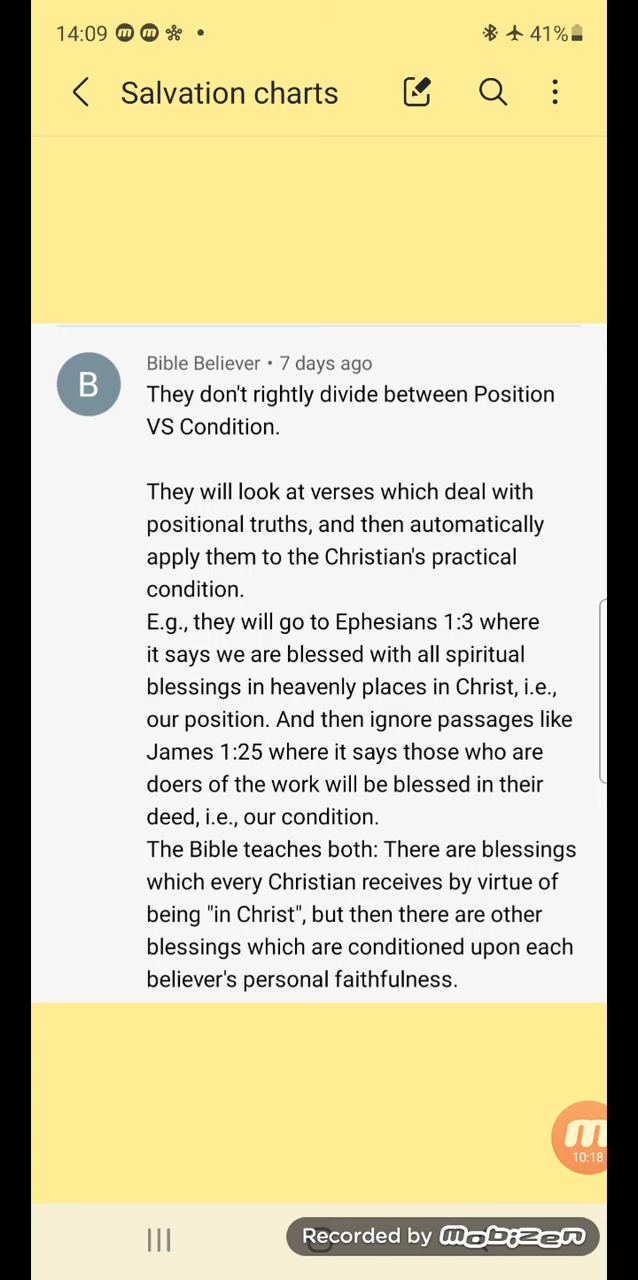 14:09
41%
Salvation charts
B
Bible Believer • 7 days ago
They don't rightly divide between Position
VS Condition.
They will look at verses which deal with
positional truths, and then automatically
apply them to the Christian's practical
condition.
E.g., they will go to Ephesians 1:3 where
it says we are blessed with all spiritual
blessings in heavenly places in Christ, i.e.,
our position. And then ignore passages like
James 1:25 where it says those who are
doers of the work will be blessed in their
deed, i.e., our condition.
The Bible teaches both: There are blessings
which every Christian receives by virtue of
being "in Christ", but then there are other
blessings which are conditioned upon each
believer's personal faithfulness.
m
10:18
Recorded by mobizen